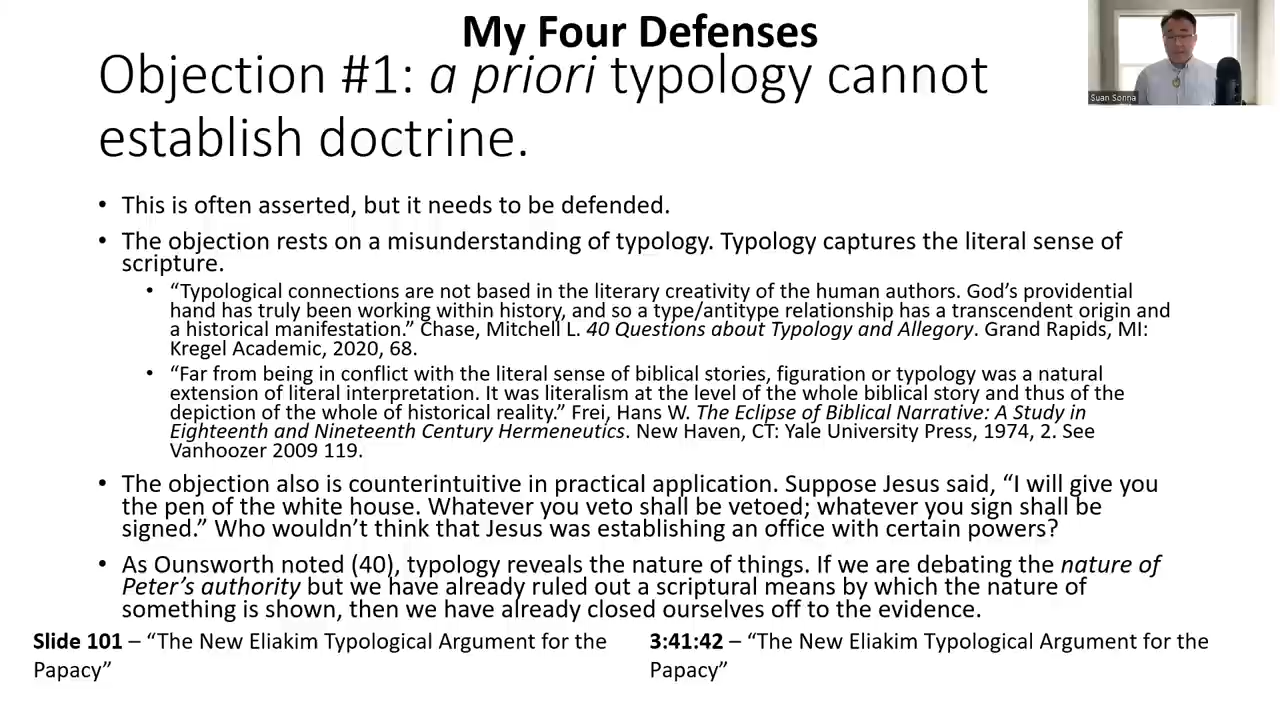 My Four Defenses
Suan Sonna
Objection #1: a priori typology cannot
establish doctrine.
• This is often asserted, but it needs to be defended.
• The objection rests on a misunderstanding of typology. Typology captures the literal sense of
scripture.
• “Typological connections are not based in the literary creativity of the human authors. God’s providential
hand has truly been working within history, and so a type/antitype relationship has a transcendent origin and
a historical manifestation.” Chase, Mitchell L. 40 Questions about Typology and Allegory. Grand Rapids, MI:
Kregel Academic, 2020, 68.
• “Far from being in conflict with the literal sense of biblical stories, figuration or typology was a natural
extension of literal interpretation. It was literalism at the level of the whole biblical story and thus of the
depiction of the whole of historical reality.” Frei, Hans W. The Eclipse of Biblical Narrative: A Study in
Eighteenth and Nineteenth Century Hermeneutics. New Haven, CT: Yale University Press, 1974, 2. See
Vanhoozer 2009 119.
• The objection also is counterintuitive in practical application. Suppose Jesus said, “I will give you
the pen of the white house. Whatever you veto shall be vetoed; whatever you sign shall be
signed.” Who wouldn’t think that Jesus was establishing an office with certain powers?
• As Ounsworth noted (40), typology reveals the nature of things. If we are debating the nature of
Peter’s authority but we have already ruled out a scriptural means by which the nature of
something is shown, then we have already closed ourselves off to the evidence.
Slide 101 – “The New Eliakim Typological Argument for the
Papacy”
3:41:42 – “The New Eliakim Typological Argument for the
Papacy”